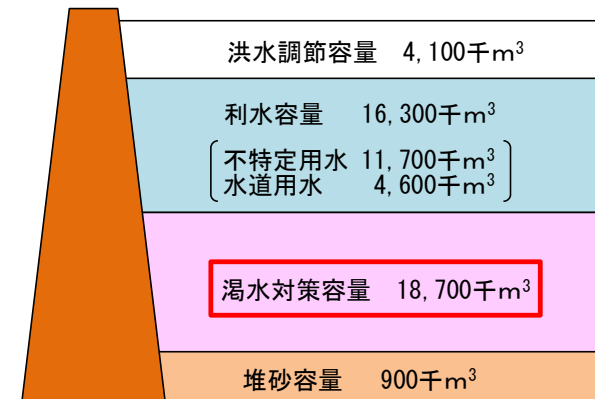 洪水調節容量 4,100千m³
利水容量 16,300千m³
不特定用水 11,700千m³
水道用水 4,600千m³
渇水対策容量 18,700千m³
堆砂容量 900千m³